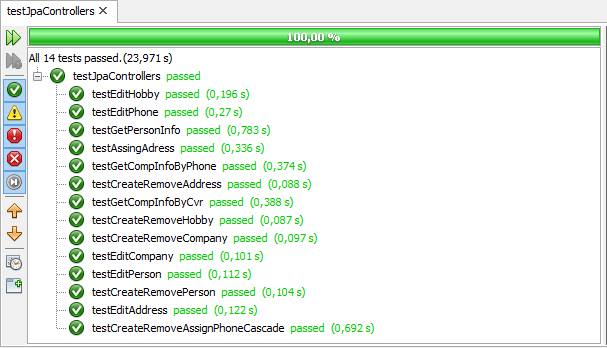 testJpaControllers
100,00 %
All 14 tests passed.(23,971 s)
testJpaControllers passed
testEditHobby passed (0,196 s)
testEditPhone passed (0,27 s)
testGetPersonInfo passed (0,783 s)
testAssingAdress passed (0,336 s)
testGetCompInfoByPhone passed (0,374 s)
testCreateRemoveAddress passed (0,088 s)
testGetCompInfoByCvr passed (0,388 s)
testCreateRemoveHobby passed (0,087 s)
testCreateRemoveCompany passed (0,097 s)
testEditCompany passed (0,101 s)
testEditPerson passed (0,112 s)
testCreateRemovePerson passed (0,104 s)
testEditAddress passed (0,122 s)
testCreateRemoveAssignPhoneCascade passed (0,692 s)